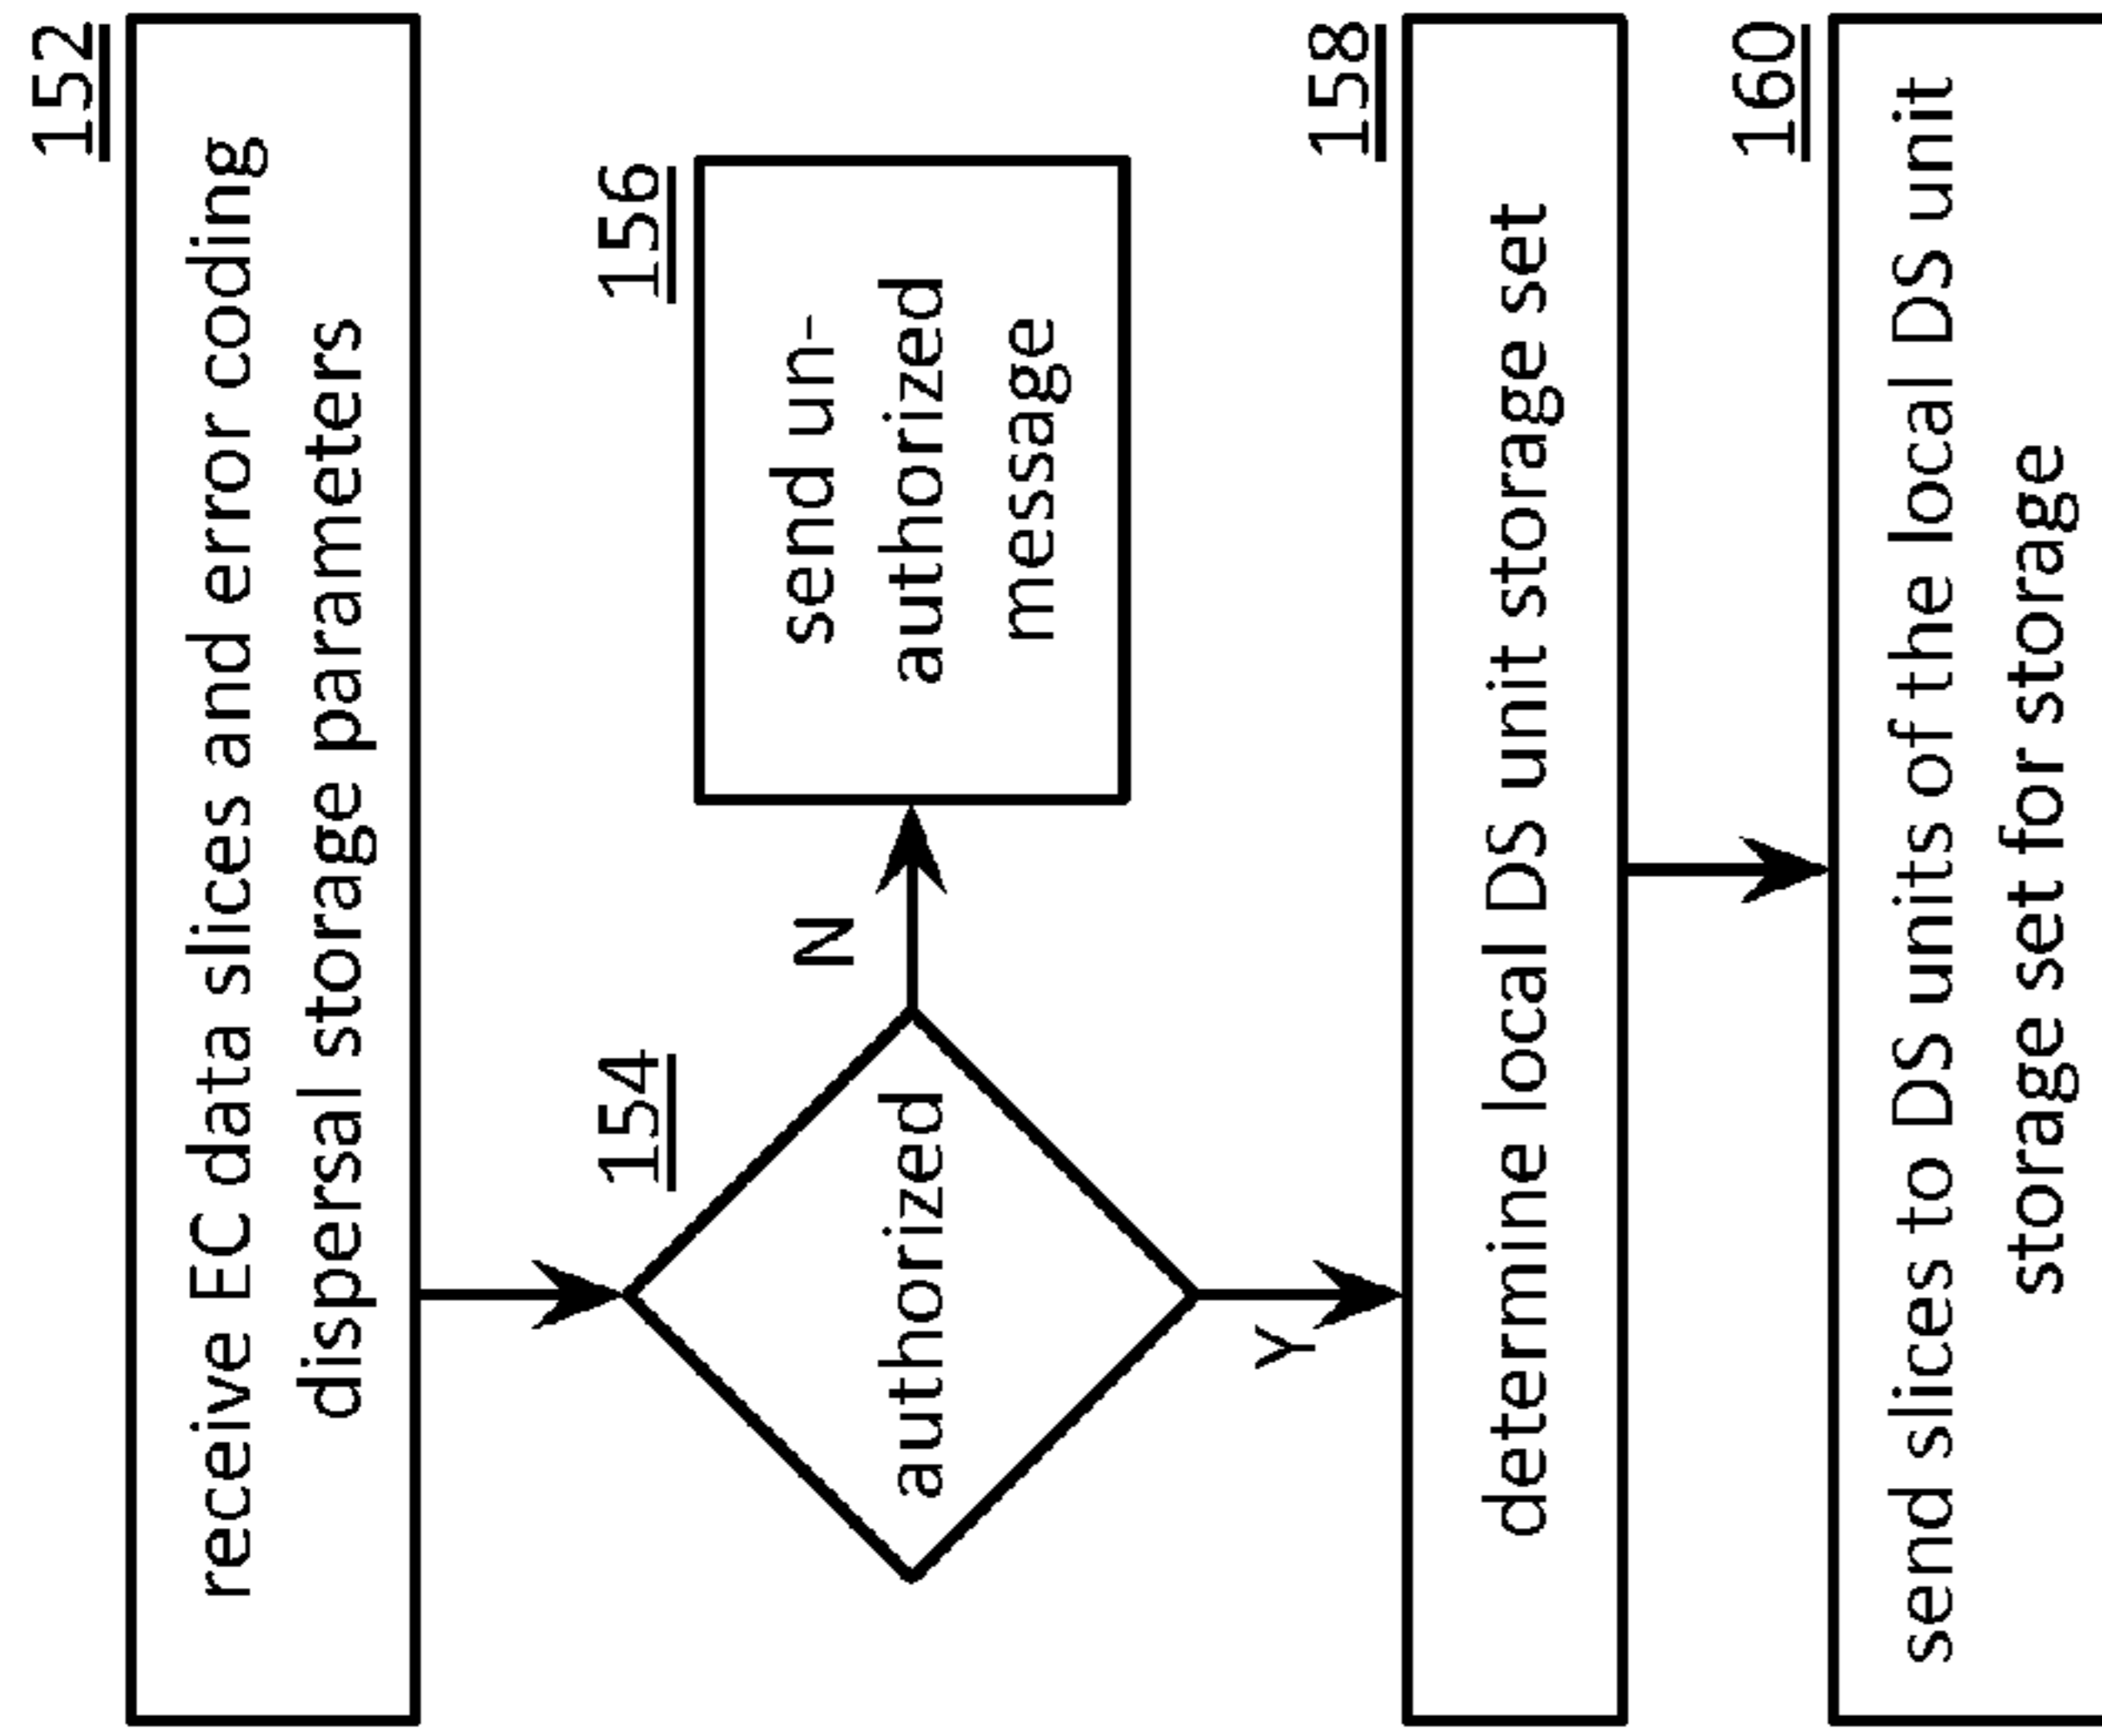 152
receive EC data slices and error coding
dispersal storage parameters
154
authorized
N
156
send un-
authorized
message
Y
158
determine local DS unit storage set
160
send slices to DS units of the local DS unit
storage set for storage